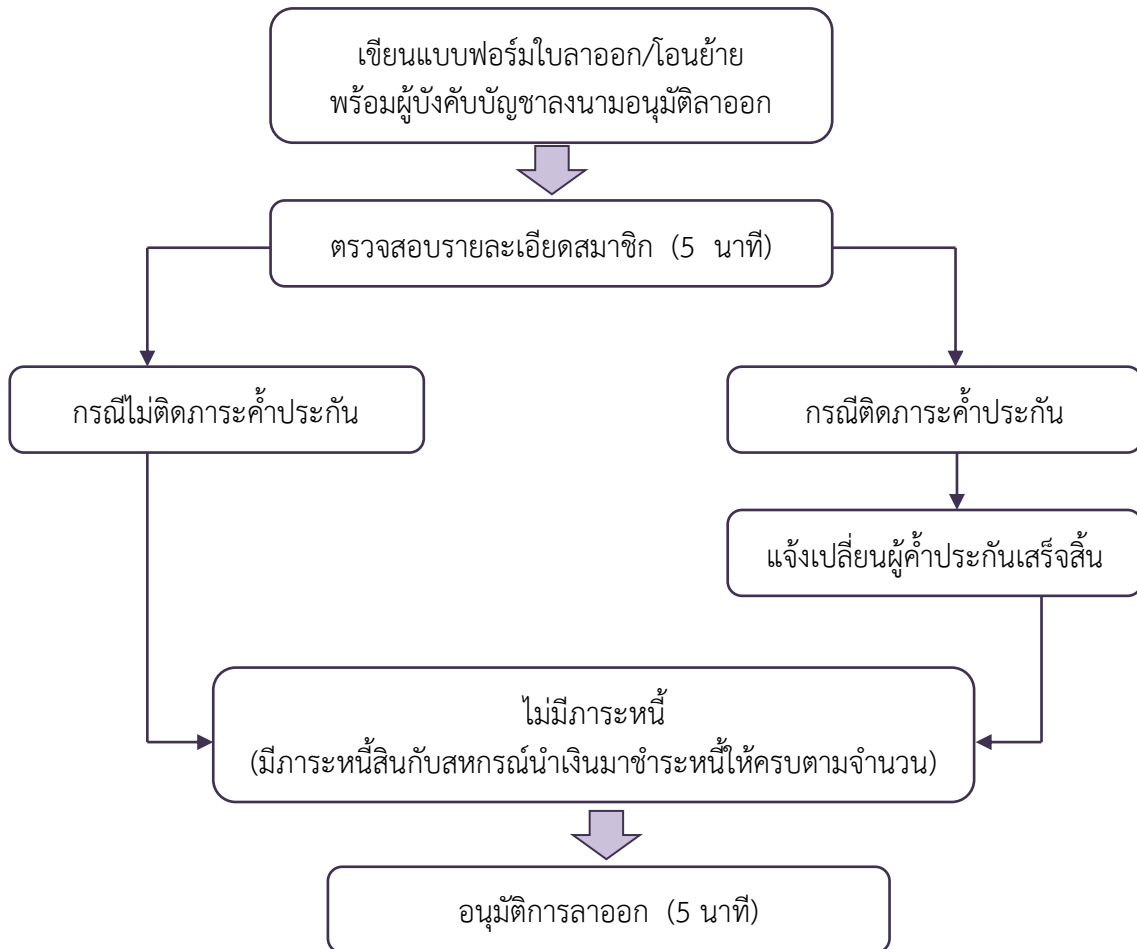 เขียนแบบฟอร์มใบลาออก/โอนย้าย
พร้อมผู้บังคับบัญชาลงนามอนุมัติลาออก
ตรวจสอบรายละเอียดสมาชิก (5 นาที)
กรณีไม่ติดภาระค้ำประกัน
กรณีติดภาระค้ำประกัน
แจ้งเปลี่ยนผู้ค้ำประกันเสร็จสิ้น
ไม่มีภาระหนี้
(มีภาระหนี้สินกับสหกรณ์นำเงินมาชำระหนี้ให้ครบตามจำนวน)
อนุมัติการลาออก (5 นาที)